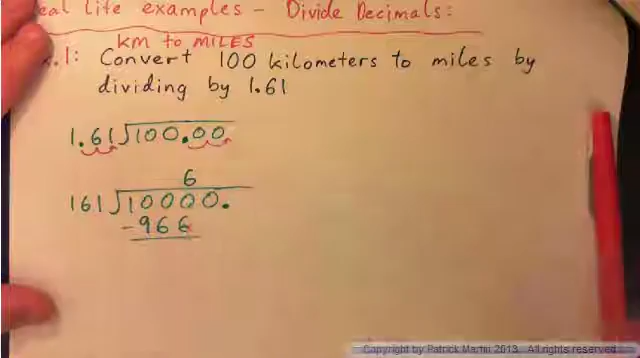 eal Life examples - Divide Decimals:
km to MILES
.1: Convert 100 kilometers to miles by
dividing by 1.61
1.61⟌100.00
6
161⟌10000.
-966
Copyright by Patrick Martin 2013. All rights reserved